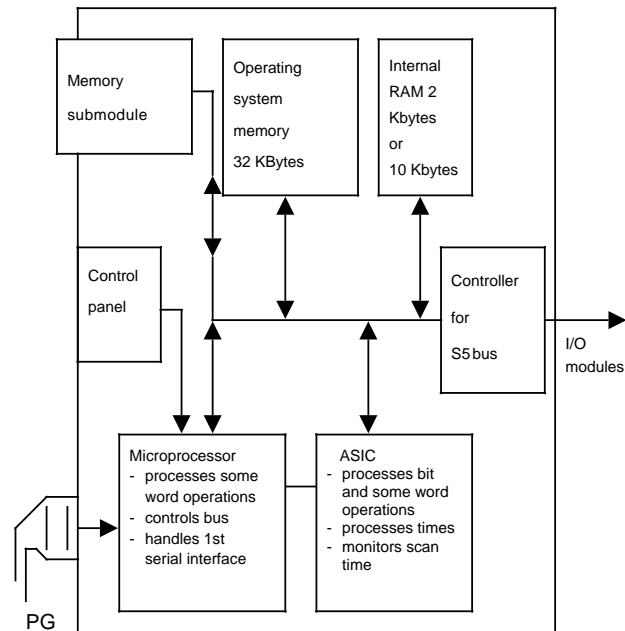 Memory
submodule
Operating
system
memory
32 KBytes
Internal
RAM 2
Kbytes
or
10 Kbytes
Control
panel
Controller
for
S5 bus
I/O
modules
Microprocessor
- processes some
word operations
- controls bus
- handles 1st
serial interface
ASIC
- processes bit
and some word
operations
- processes times
- monitors scan
time
PG